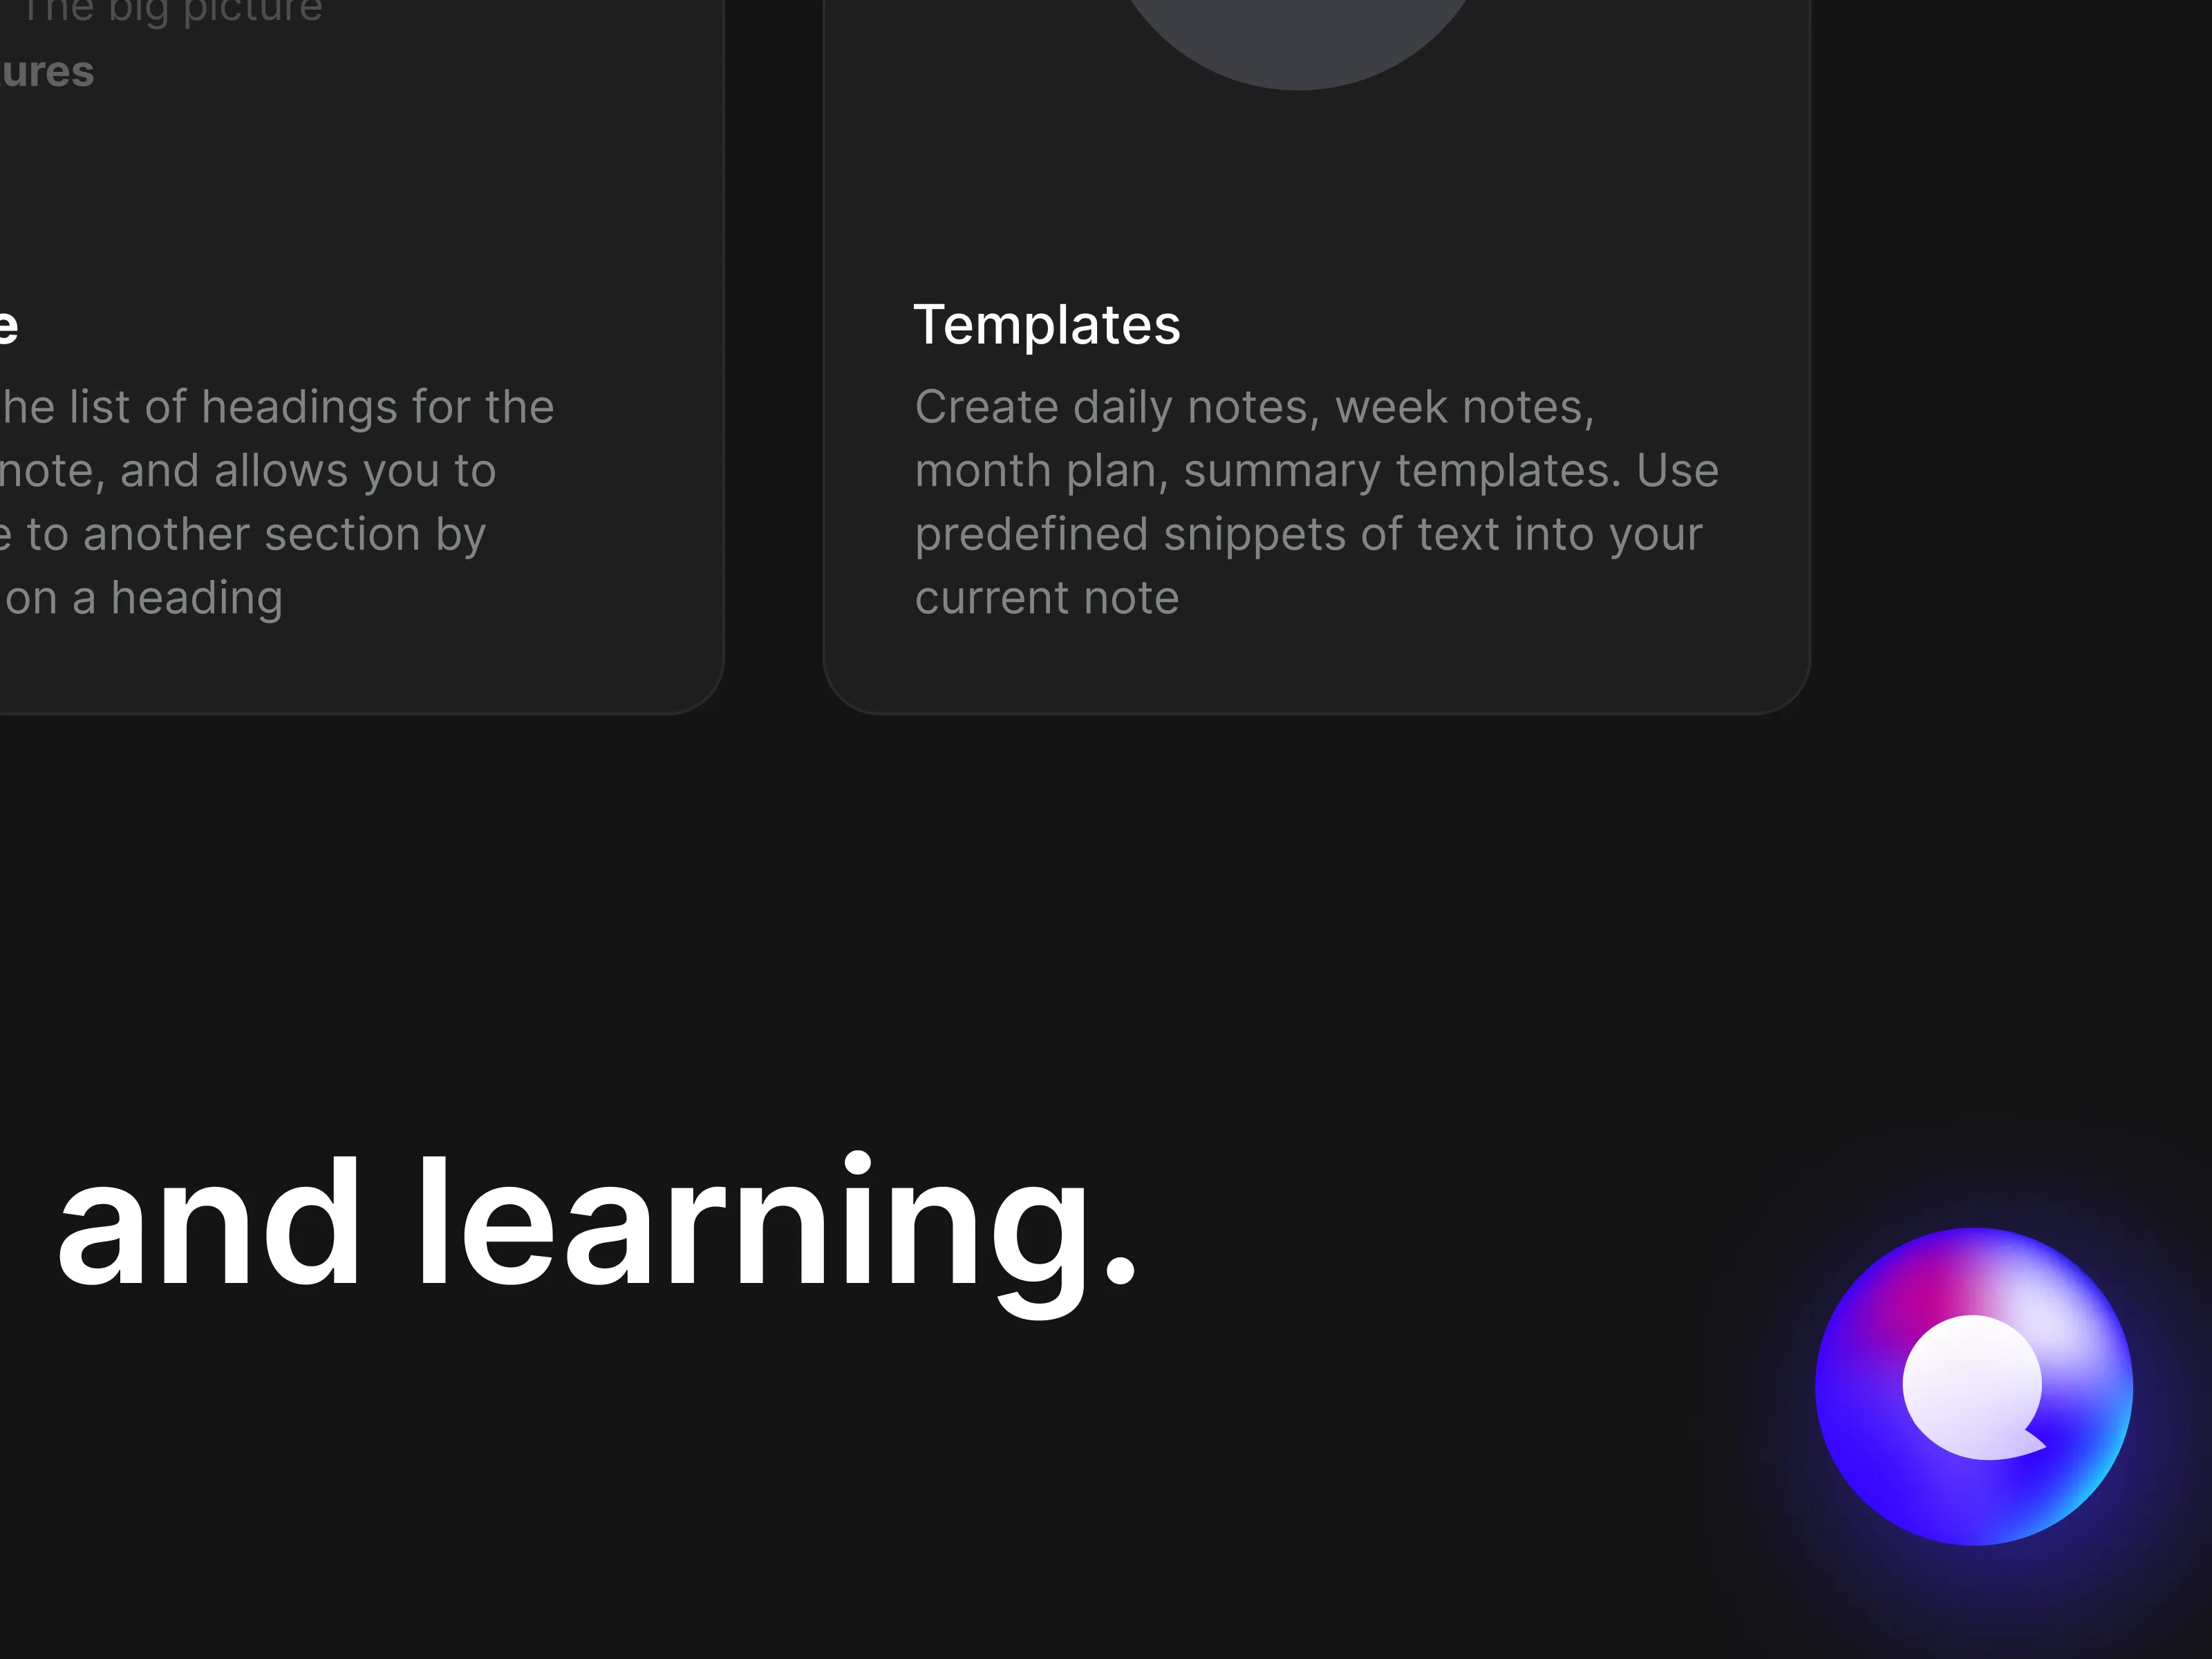 The big picture
ures
e
he list of headings for the
note, and allows you to
e to another section by
on a heading
Templates
Create daily notes, week notes,
month plan, summary templates. Use
predefined snippets of text into your
current note
and learning.